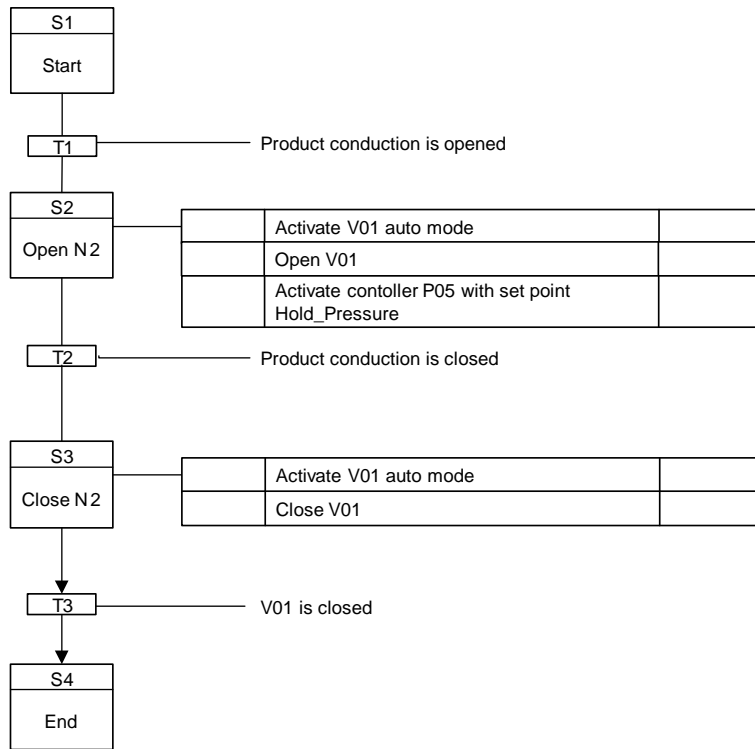 S1
Start
T1
Product conduction is opened
S2
Open N2
Activate V01 auto mode
Open V01
Activate contoller P05 with set point
Hold_Pressure
T2
Product conduction is closed
S3
Close N2
Activate V01 auto mode
Close V01
T3
V01 is closed
S4
End